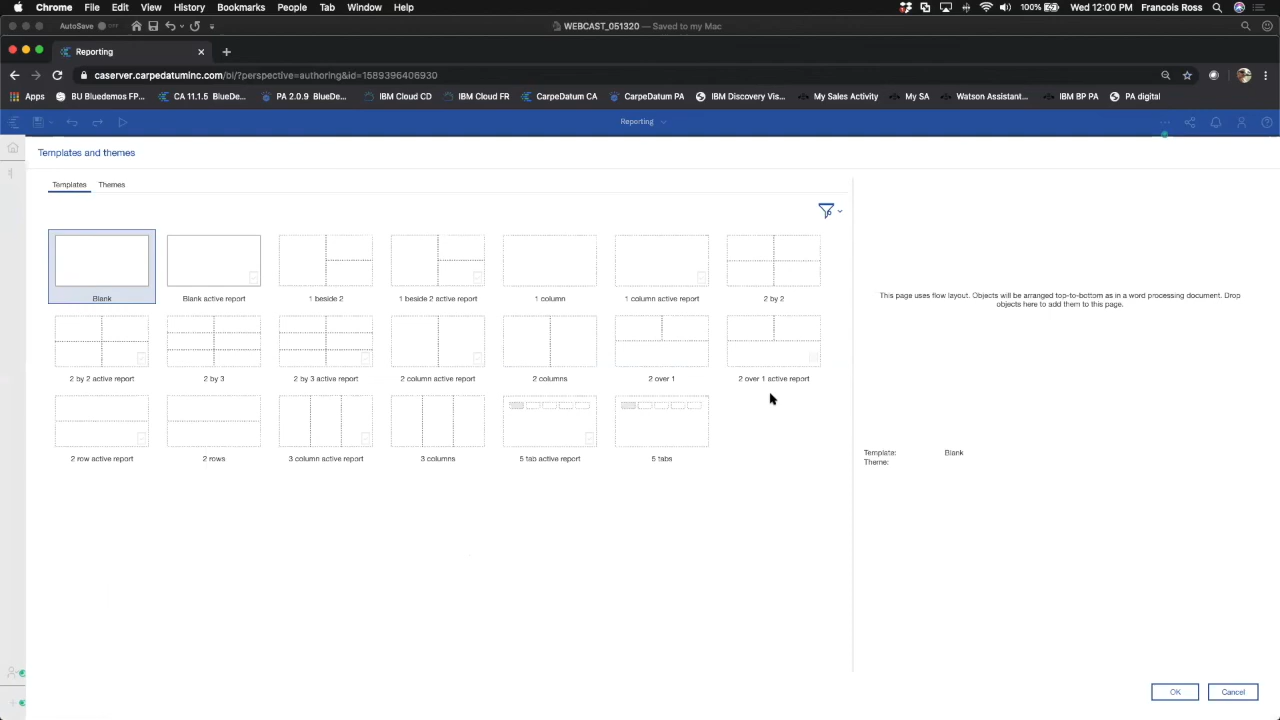 Chrome File Edit View History Bookmarks People Tab Window Help 100% Wed 12:00 PM Francois Ross
AutoSave WEBCAST_051320 — Saved to my Mac
Reporting
caserver.carpedatuminc.com/bi/?perspective=authoring&id=1589396406930
Apps BU Bluedemos FP... CA 11.1.5 BlueDe... PA 2.0.9 BlueDe... IBM Cloud CD IBM Cloud FR CarpeDatum CA CarpeDatum PA IBM Discovery Vis... My Sales Activity My SA Watson Assistant... IBM BP PA PA digital
Reporting
Templates and themes
Templates Themes
Blank Blank active report 1 beside 2 1 beside 2 active report 1 column 1 column active report 2 by 2
This page uses flow layout. Objects will be arranged top-to-bottom as in a word processing document. Drop
objects here to add them to this page.
2 by 2 active report 2 by 3 2 by 3 active report 2 column active report 2 columns 2 over 1 2 over 1 active report
2 row active report 2 rows 3 column active report 3 columns 5 tab active report 5 tabs
Template: Blank
Theme:
OK Cancel